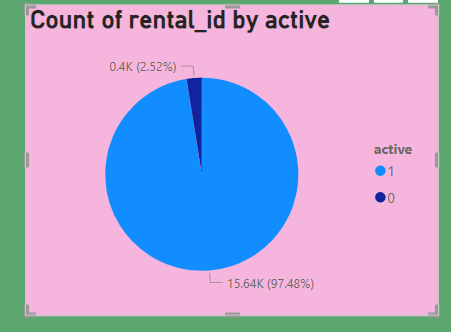 Count of rental_id by active
0.4K (2.52%)
active
1
0
15.64K (97.48%)